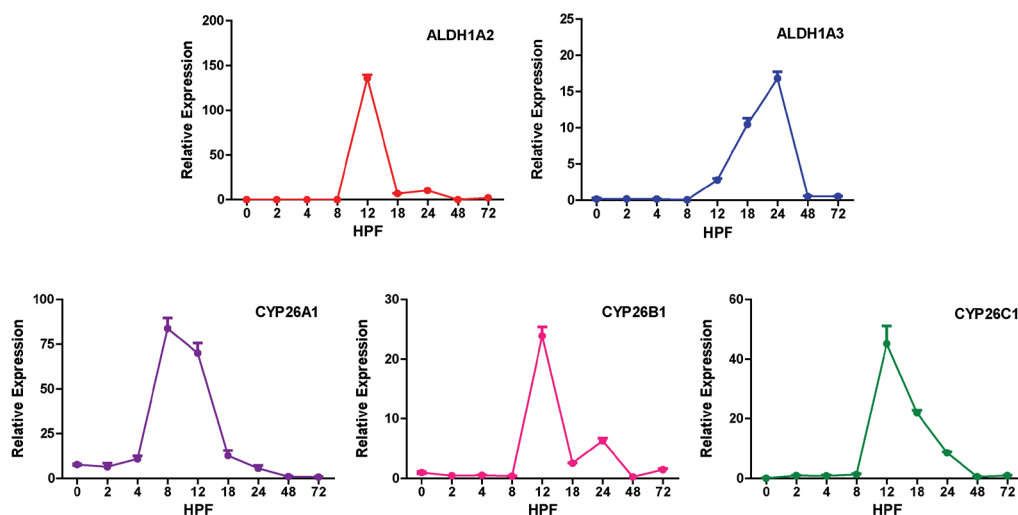 ALDH1A2
Relative Expression
200
150
100
50
0
0 2 4 8 12 18 24 48 72
HPF
ALDH1A3
Relative Expression
25
20
15
10
5
0
0 2 4 8 12 18 24 48 72
HPF
CYP26A1
Relative Expression
100
75
50
25
0
0 2 4 8 12 18 24 48 72
HPF
CYP26B1
Relative Expression
30
20
10
0
0 2 4 8 12 18 24 48 72
HPF
CYP26C1
Relative Expression
60
40
20
0
0 2 4 8 12 18 24 48 72
HPF